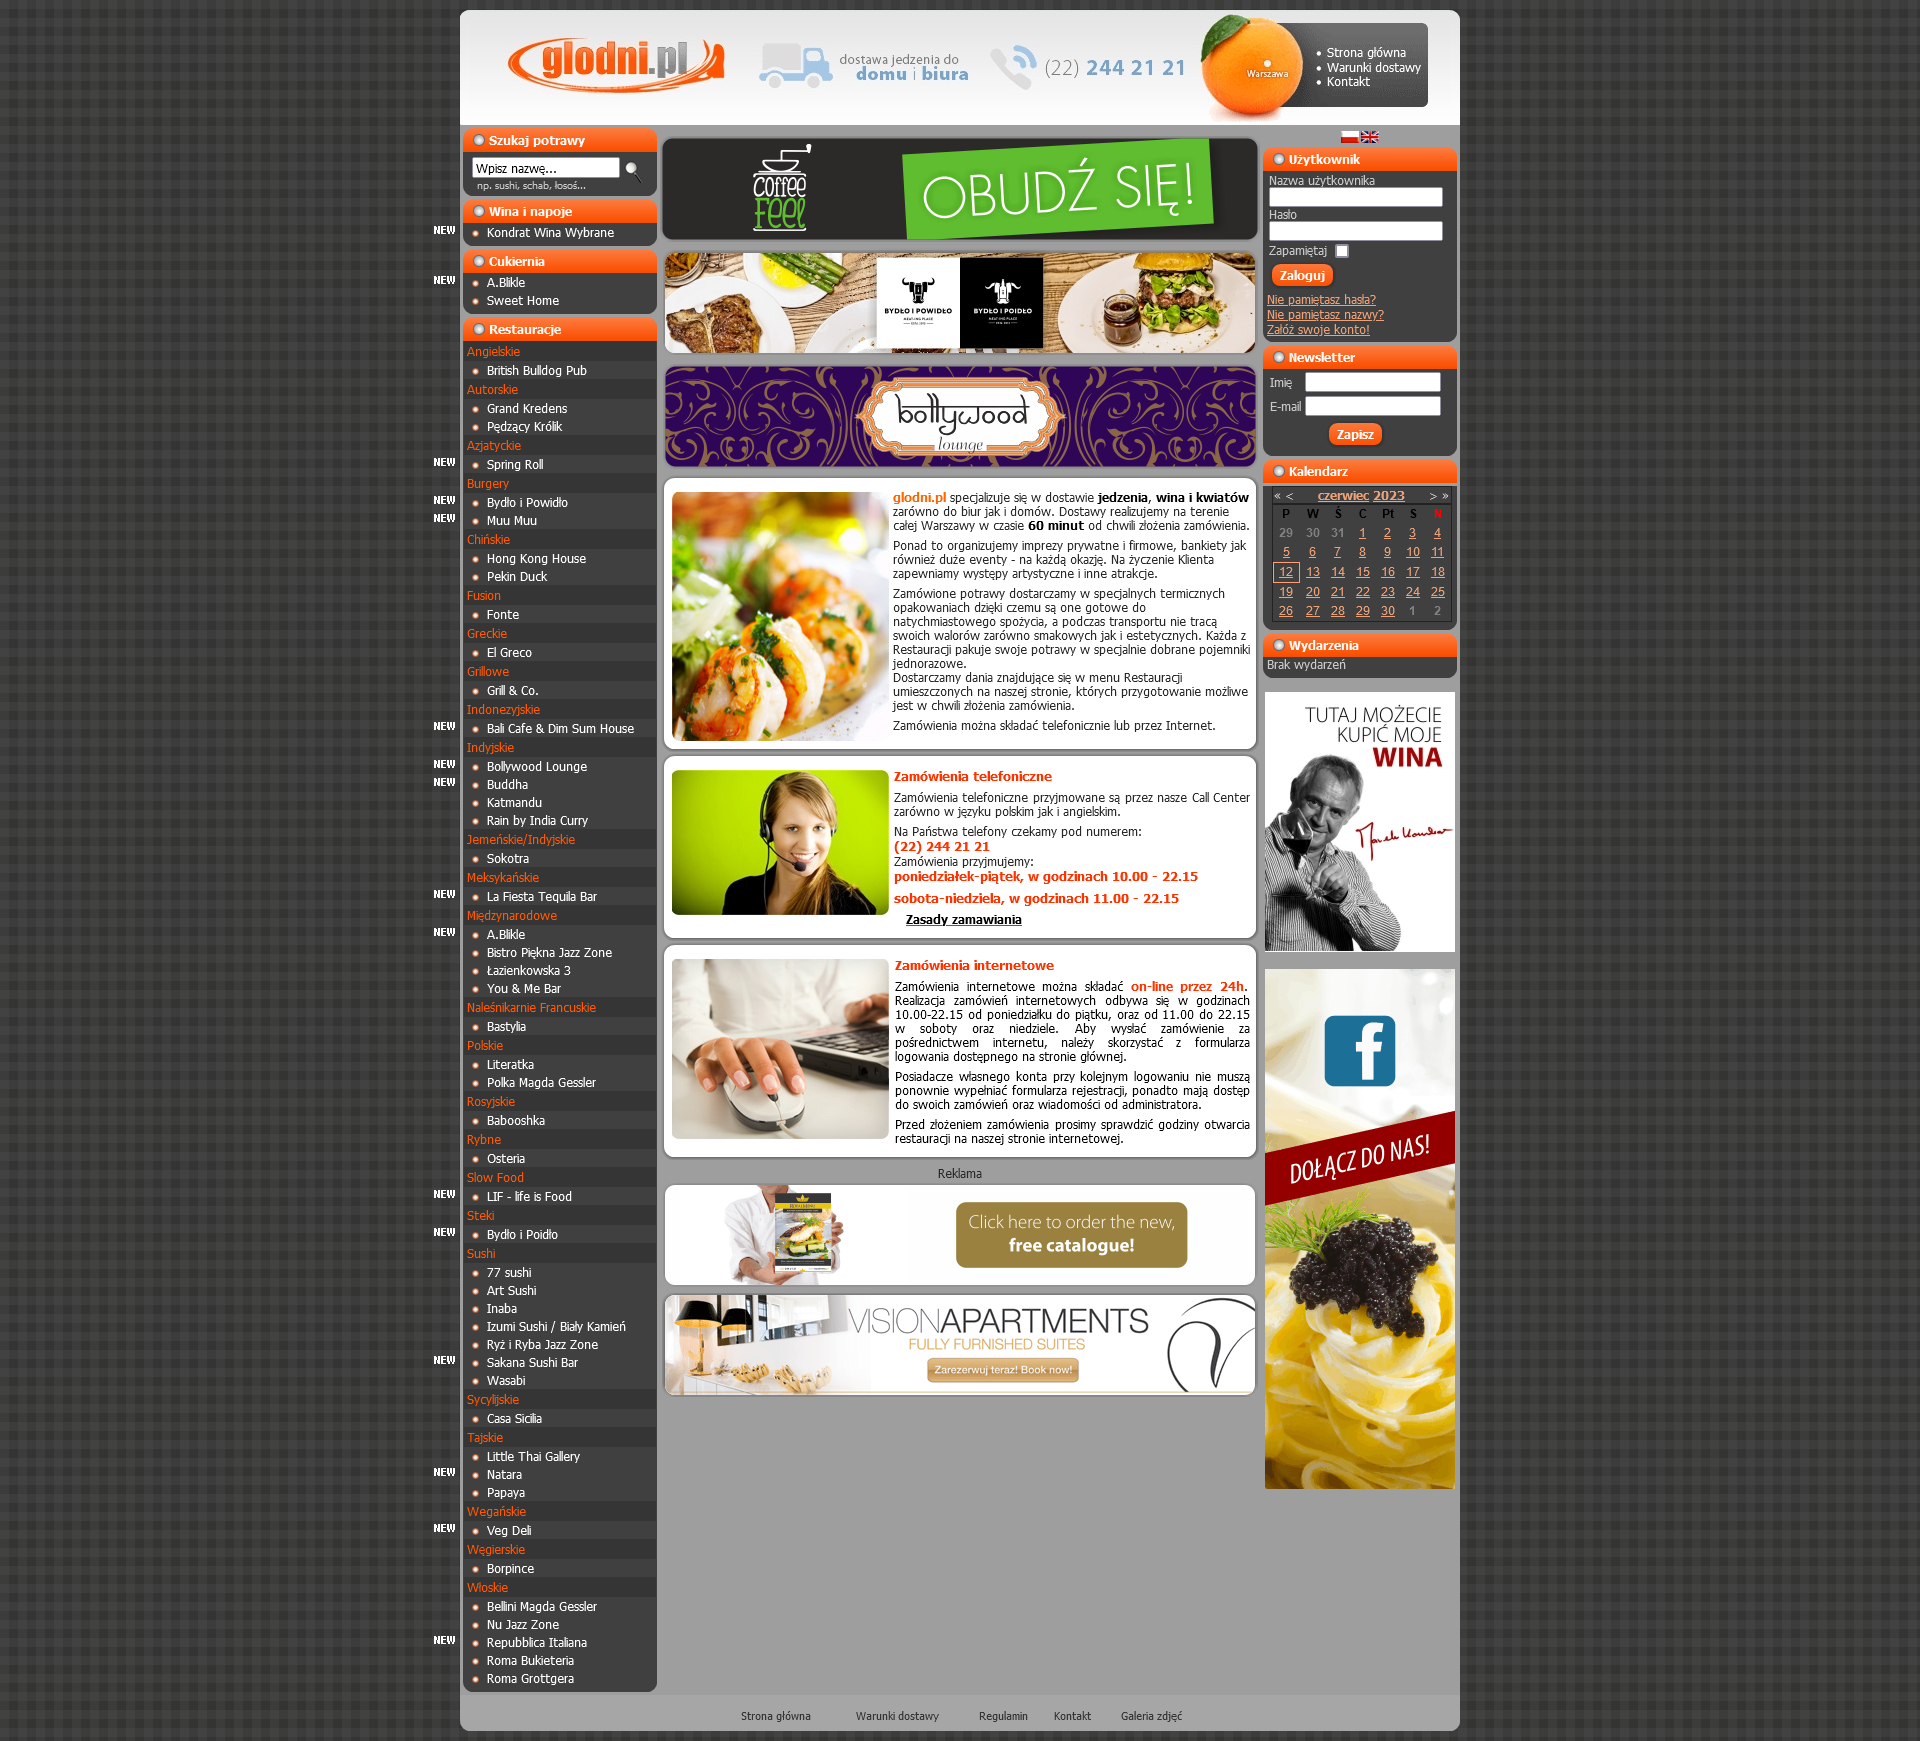 glodni.pl
dostawa jedzenia do
domu i biura
(22) 244 21 21
Warszawa
• Strona główna
• Warunki dostawy
• Kontakt
Szukaj potrawy
Wpisz nazwę...
np. sushi, schab, łosoś...
Wina i napoje
NEW Kondrat Wina Wybrane
Cukiernia
NEW A.Blikle
Sweet Home
Restauracje
Angielskie
British Bulldog Pub
Autorskie
Grand Kredens
Pędzący Królik
Azjatyckie
NEW Spring Roll
Burgery
NEW Bydło i Powidło
NEW Muu Muu
Chińskie
Hong Kong House
Pekin Duck
Fusion
Fonte
Greckie
El Greco
Grillowe
Grill & Co.
Indonezyjskie
NEW Bali Cafe & Dim Sum House
Indyjskie
NEW Bollywood Lounge
NEW Buddha
Katmandu
Rain by India Curry
Jemeńskie/Indyjskie
Sokotra
Meksykańskie
NEW La Fiesta Tequila Bar
Międzynarodowe
NEW A.Blikle
Bistro Piękna Jazz Zone
Łazienkowska 3
You & Me Bar
Naleśnikarnie Francuskie
Bastylia
Polskie
Literatka
Polka Magda Gessler
Rosyjskie
Babooshka
Rybne
Osteria
Slow Food
NEW LIF - life is Food
Steki
NEW Bydło i Poidło
Sushi
77 sushi
Art Sushi
Inaba
Izumi Sushi / Biały Kamień
Ryż i Ryba Jazz Zone
NEW Sakana Sushi Bar
Wasabi
Sycylijskie
Casa Sicilia
Tajskie
Little Thai Gallery
NEW Natara
Papaya
Wegańskie
NEW Veg Deli
Węgierskie
Borpince
Włoskie
Bellini Magda Gessler
Nu Jazz Zone
NEW Repubblica Italiana
Roma Bukieteria
Roma Grottgera
coffee
FEEL
OBUDŹ SIĘ!
BYDŁO I POWIDŁO
BYDŁO I POIDŁO
bollywood
lounge
glodni.pl specjalizuje się w dostawie jedzenia, wina i kwiatów
zarówno do biur jak i domów. Dostawy realizujemy na terenie
całej Warszawy w czasie 60 minut od chwili złożenia zamówienia.
Ponad to organizujemy imprezy prywatne i firmowe, bankiety jak
również duże eventy - na każdą okazję. Na życzenie Klienta
zapewniamy występy artystyczne i inne atrakcje.
Zamówione potrawy dostarczamy w specjalnych termicznych
opakowaniach dzięki czemu są one gotowe do
natychmiastowego spożycia, a podczas transportu nie tracą
swoich walorów zarówno smakowych jak i estetycznych. Każda z
Restauracji pakuje swoje potrawy w specjalnie dobrane pojemniki
jednorazowe.
Dostarczamy dania znajdujące się w menu Restauracji
umieszczonych na naszej stronie, których przygotowanie możliwe
jest w chwili złożenia zamówienia.
Zamówienia można składać telefonicznie lub przez Internet.
Zamówienia telefoniczne
Zamówienia telefoniczne przyjmowane są przez nasze Call Center
zarówno w języku polskim jak i angielskim.
Na Państwa telefony czekamy pod numerem:
(22) 244 21 21
Zamówienia przyjmujemy:
poniedziałek-piątek, w godzinach 10.00 - 22.15
sobota-niedziela, w godzinach 11.00 - 22.15
Zasady zamawiania
Zamówienia internetowe
Zamówienia internetowe można składać on-line przez 24h.
Realizacja zamówień internetowych odbywa się w godzinach
10.00-22.15 od poniedziałku do piątku, oraz od 11.00 do 22.15
w soboty oraz niedziele. Aby wysłać zamówienie za
pośrednictwem internetu, należy skorzystać z formularza
logowania dostępnego na stronie głównej.
Posiadacze własnego konta przy kolejnym logowaniu nie muszą
ponownie wypełniać formularza rejestracji, ponadto mają dostęp
do swoich zamówień oraz wiadomości od administratora.
Przed złożeniem zamówienia prosimy sprawdzić godziny otwarcia
restauracji na naszej stronie internetowej.
Reklama
Click here to order the new,
free catalogue!
VISIONAPARTMENTS
FULLY FURNISHED SUITES
Zarezerwuj teraz! Book now!
Użytkownik
Nazwa użytkownika
Hasło
Zapamiętaj
Zaloguj
Nie pamiętasz hasła?
Nie pamiętasz nazwy?
Załóż swoje konto!
Newsletter
Imię
E-mail
Zapisz
Kalendarz
« < czerwiec 2023 > »
P W Ś C Pt S N
29 30 31 1 2 3 4
5 6 7 8 9 10 11
12 13 14 15 16 17 18
19 20 21 22 23 24 25
26 27 28 29 30 1 2
Wydarzenia
Brak wydarzeń
TUTAJ MOŻECIE
KUPIĆ MOJE
WINA
f
DOŁĄCZ DO NAS!
Strona główna Warunki dostawy Regulamin Kontakt Galeria zdjęć